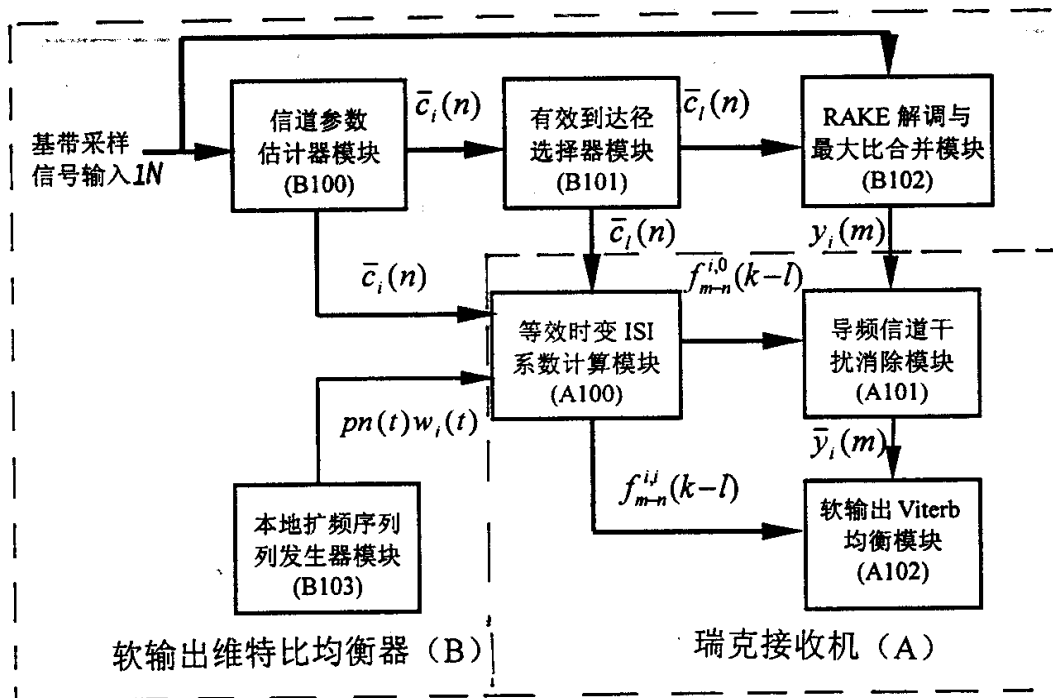 基带采样
信号输入1N
信道参数
估计器模块
(B100)
c̄ᵢ(n)
有效到达径
选择器模块
(B101)
c̄ₗ(n)
RAKE 解调与
最大比合并模块
(B102)
c̄ᵢ(n)
c̄ₗ(n)
yᵢ(m)
f^{i,0}_{m-n}(k-l)
等效时变 ISI
系数计算模块
(A100)
导频信道干
扰消除模块
(A101)
pn(t)wᵢ(t)
ȳᵢ(m)
f^{i,i}_{m-n}(k-l)
本地扩频序列
列发生器模块
(B103)
软输出 Viterb
均衡模块
(A102)
软输出维特比均衡器（B）
瑞克接收机（A）